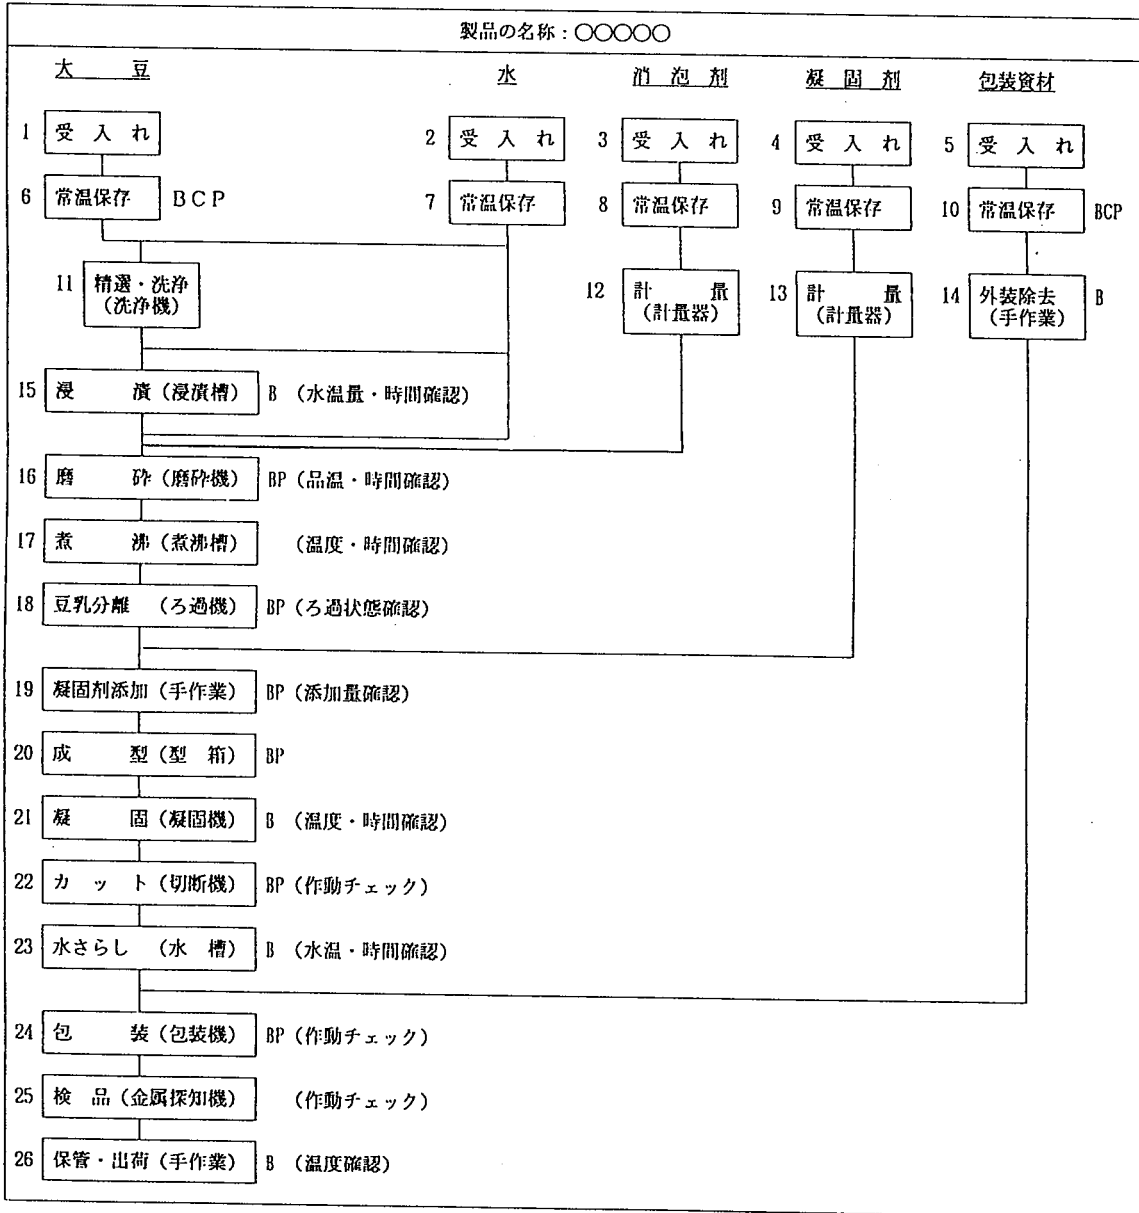 製品の名称：○○○○○
大　豆　水　消泡剤　凝固剤　包装資材
1 受入れ　2 受入れ　3 受入れ　4 受入れ　5 受入れ
6 常温保存 BCP　7 常温保存　8 常温保存　9 常温保存　10 常温保存 BCP
11 精選・洗浄　12 計量　13 計量　14 外装除去 B
（洗浄機）　（計量器）　（計量器）　（手作業）
15 浸漬（浸漬槽） B （水温量・時間確認）
16 磨砕（磨砕機） BP（品温・時間確認）
17 煮沸（煮沸槽） （温度・時間確認）
18 豆乳分離（ろ過機） BP（ろ過状態確認）
19 凝固剤添加（手作業） BP（添加量確認）
20 成型（型箱） BP
21 凝固（凝固機） B （温度・時間確認）
22 カット（切断機） BP（作動チェック）
23 水さらし（水槽） B （水温・時間確認）
24 包装（包装機） BP（作動チェック）
25 検品（金属探知機） （作動チェック）
26 保管・出荷（手作業） B （温度確認）